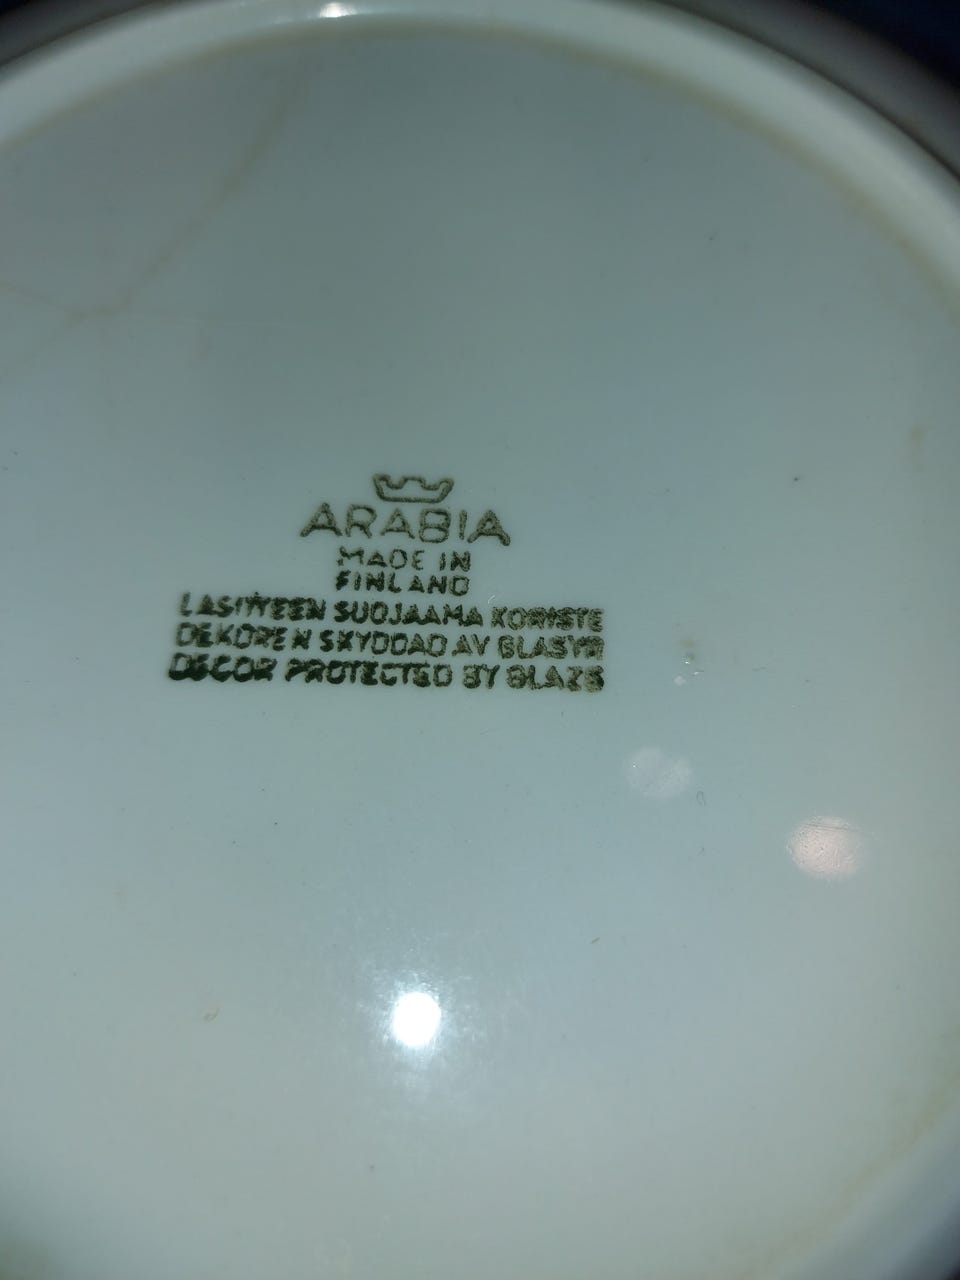 ARABIA
MADE IN
FINLAND
LASITTEEN SUOJAAMA KORISTE
DEKOREN SKYDDAD AV GLASYR
DECOR PROTECTED BY GLAZE